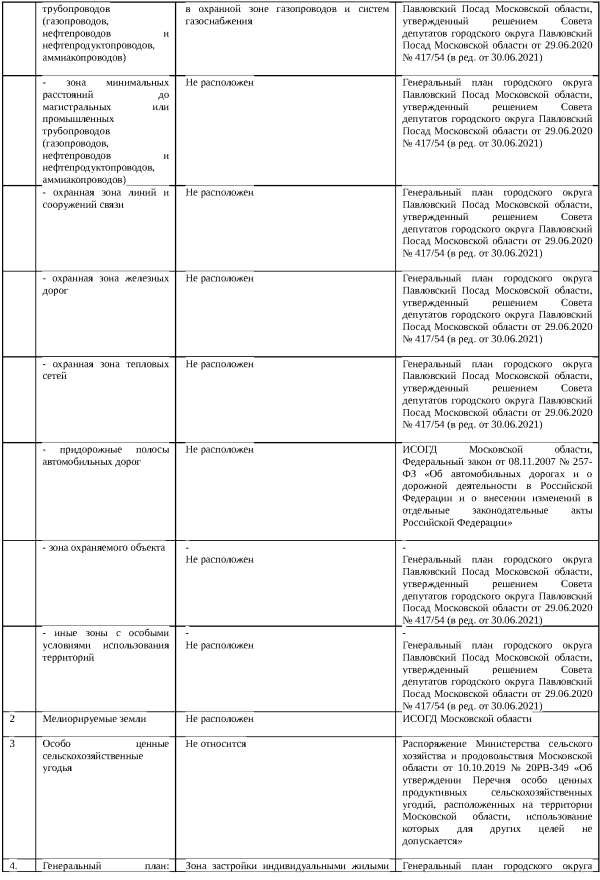 трубопроводов
(газопроводов,
нефтепроводов и
нефтепродуктопроводов,
аммиакопроводов)
в охранной зоне газопроводов и систем
газоснабжения
Павловский Посад Московской области,
утвержденный решением Совета
депутатов городского округа Павловский
Посад Московской области от 29.06.2020
№ 417/54 (в ред. от 30.06.2021)
- зона минимальных
расстояний до
магистральных или
промышленных
трубопроводов
(газопроводов,
нефтепроводов и
нефтепродуктопроводов,
аммиакопроводов)
Не расположен
Генеральный план городского округа
Павловский Посад Московской области,
утвержденный решением Совета
депутатов городского округа Павловский
Посад Московской области от 29.06.2020
№ 417/54 (в ред. от 30.06.2021)
- охранная зона линий и
сооружений связи
Не расположен
Генеральный план городского округа
Павловский Посад Московской области,
утвержденный решением Совета
депутатов городского округа Павловский
Посад Московской области от 29.06.2020
№ 417/54 (в ред. от 30.06.2021)
- охранная зона железных
дорог
Не расположен
Генеральный план городского округа
Павловский Посад Московской области,
утвержденный решением Совета
депутатов городского округа Павловский
Посад Московской области от 29.06.2020
№ 417/54 (в ред. от 30.06.2021)
- охранная зона тепловых
сетей
Не расположен
Генеральный план городского округа
Павловский Посад Московской области,
утвержденный решением Совета
депутатов городского округа Павловский
Посад Московской области от 29.06.2020
№ 417/54 (в ред. от 30.06.2021)
- придорожные полосы
автомобильных дорог
Не расположен
ИСОГД Московской области,
Федеральный закон от 08.11.2007 № 257-
ФЗ «Об автомобильных дорогах и о
дорожной деятельности в Российской
Федерации и о внесении изменений в
отдельные законодательные акты
Российской Федерации»
- зона охраняемого объекта
-
Не расположен
-
Генеральный план городского округа
Павловский Посад Московской области,
утвержденный решением Совета
депутатов городского округа Павловский
Посад Московской области от 29.06.2020
№ 417/54 (в ред. от 30.06.2021)
- иные зоны с особыми
условиями использования
территорий
-
Не расположен
-
Генеральный план городского округа
Павловский Посад Московской области,
утвержденный решением Совета
депутатов городского округа Павловский
Посад Московской области от 29.06.2020
№ 417/54 (в ред. от 30.06.2021)
2
Мелиорируемые земли
Не расположен
ИСОГД Московской области
3
Особо ценные
сельскохозяйственные
угодья
Не относится
Распоряжение Министерства сельского
хозяйства и продовольствия Московской
области от 10.10.2019 № 20РВ-349 «Об
утверждении Перечня особо ценных
продуктивных сельскохозяйственных
угодий, расположенных на территории
Московской области, использование
которых для других целей не
допускается»
4.
Генеральный план:
Зона застройки индивидуальными жилыми
Генеральный план городского округа